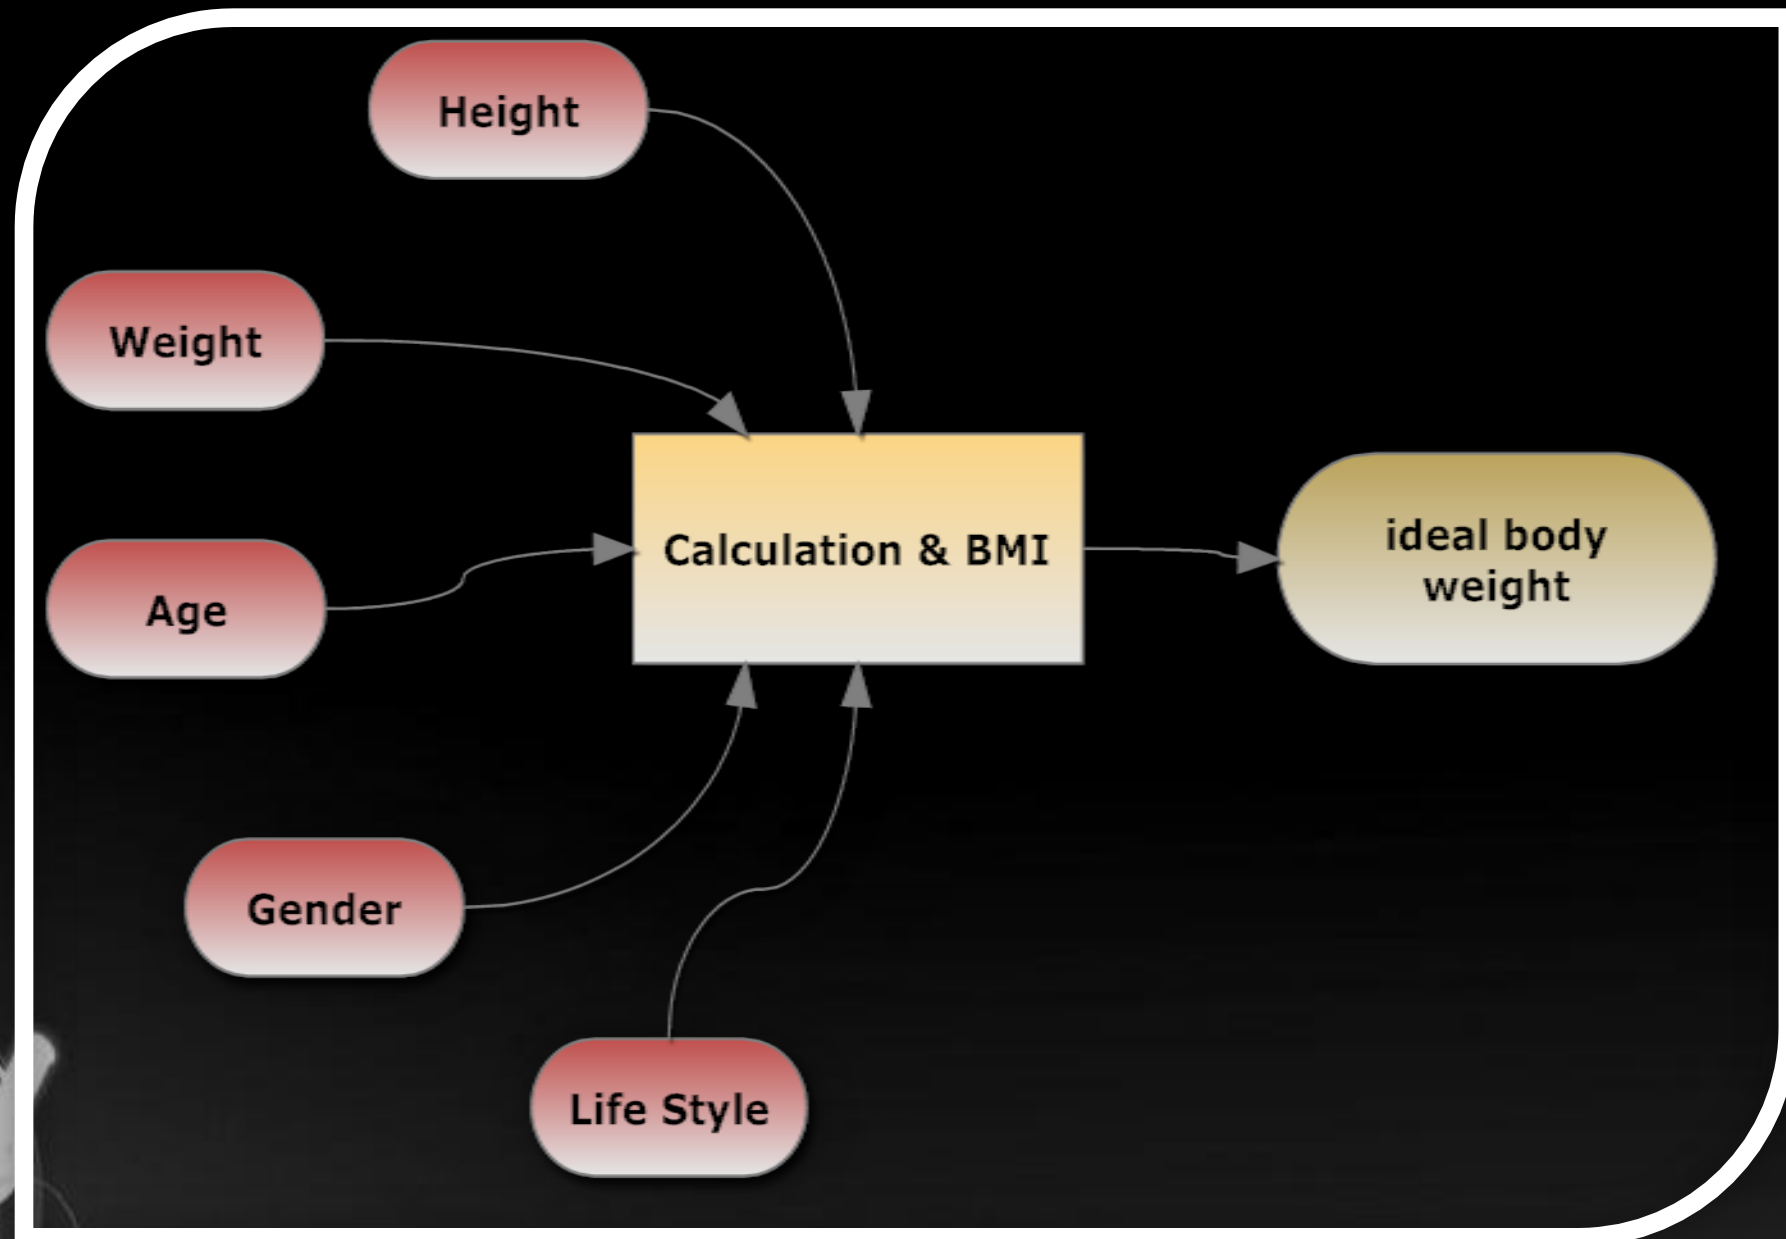 Height
Weight
Calculation & BMI
ideal body
weight
Age
Gender
Life Style